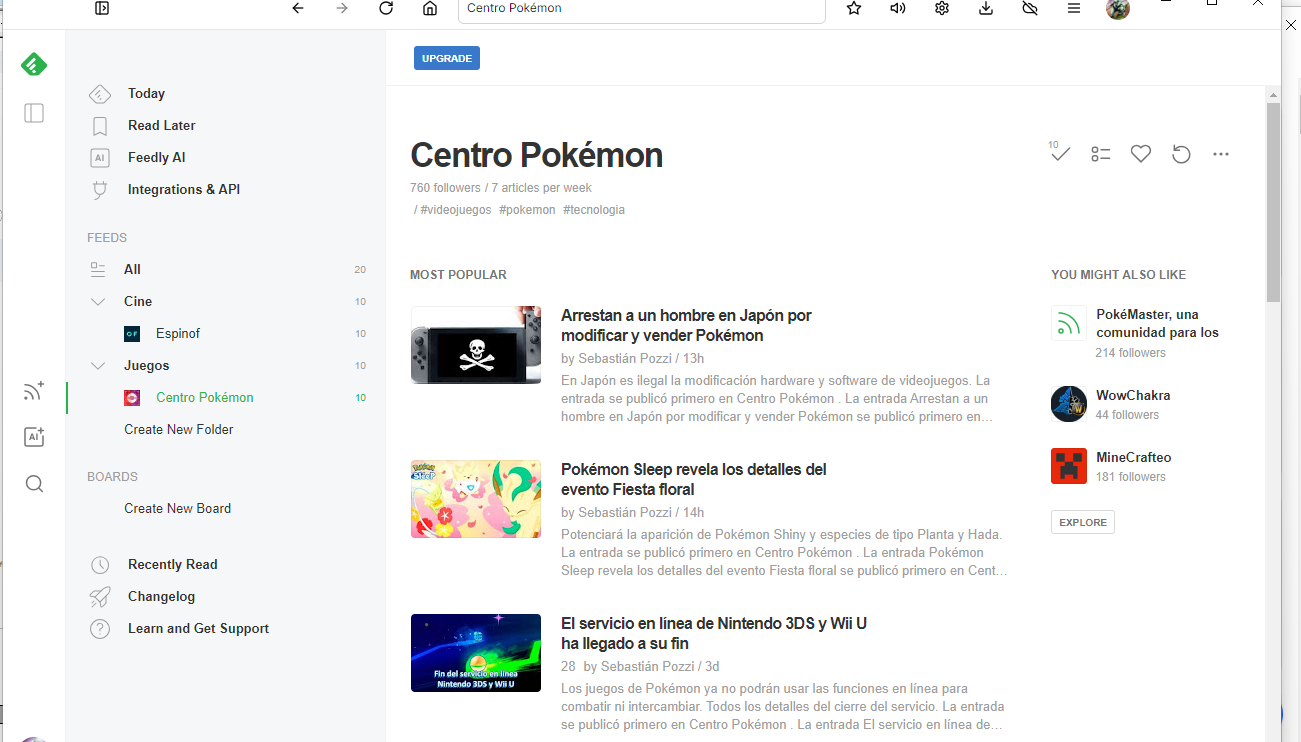 Centro Pokémon
UPGRADE
Today
Read Later
AI
Feedly AI
Integrations & API
FEEDS
All
20
Cine
10
Espinof
10
Juegos
10
Centro Pokémon
10
Create New Folder
BOARDS
Create New Board
Recently Read
Changelog
Learn and Get Support
AI
Centro Pokémon
10
760 followers / 7 articles per week
/ #videojuegos #pokemon #tecnologia
MOST POPULAR
Arrestan a un hombre en Japón por
modificar y vender Pokémon
by Sebastián Pozzi / 13h
En Japón es ilegal la modificación hardware y software de videojuegos. La
entrada se publicó primero en Centro Pokémon . La entrada Arrestan a un
hombre en Japón por modificar y vender Pokémon se publicó primero en…
Pokémon
Sleep
Pokémon Sleep revela los detalles del
evento Fiesta floral
by Sebastián Pozzi / 14h
Potenciará la aparición de Pokémon Shiny y especies de tipo Planta y Hada.
La entrada se publicó primero en Centro Pokémon . La entrada Pokémon
Sleep revela los detalles del evento Fiesta floral se publicó primero en Cent…
Fin del servicio en línea
Nintendo 3DS y Wii U
El servicio en línea de Nintendo 3DS y Wii U
ha llegado a su fin
28 by Sebastián Pozzi / 3d
Los juegos de Pokémon ya no podrán usar las funciones en línea para
combatir ni intercambiar. Todos los detalles del cierre del servicio. La entrada
se publicó primero en Centro Pokémon . La entrada El servicio en línea de…
YOU MIGHT ALSO LIKE
PokéMaster, una
comunidad para los
214 followers
WowChakra
44 followers
MineCrafteo
181 followers
EXPLORE